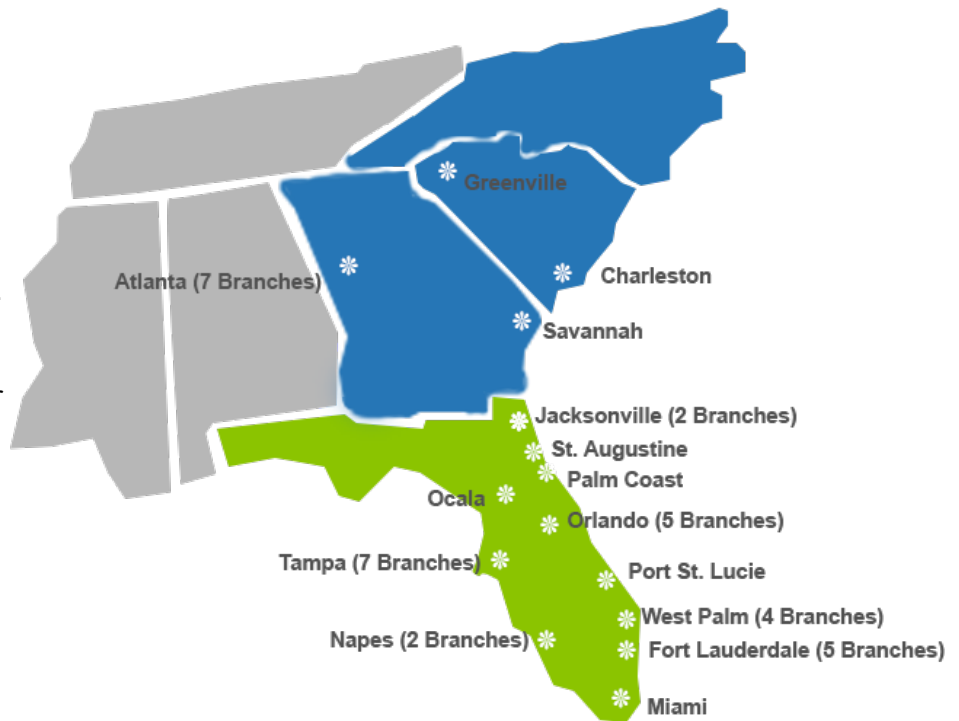 Greenville
Atlanta (7 Branches)
Charleston
Savannah
Jacksonville (2 Branches)
St. Augustine
Palm Coast
Ocala
Orlando (5 Branches)
Tampa (7 Branches)
Port St. Lucie
West Palm (4 Branches)
Napes (2 Branches)
Fort Lauderdale (5 Branches)
Miami